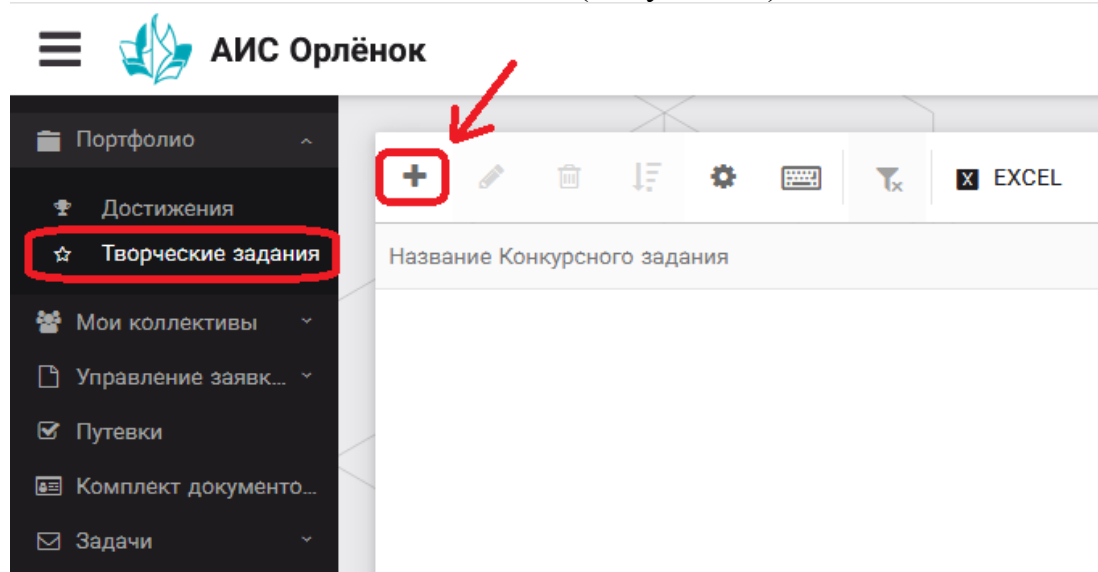 АИС Орлёнок
Портфолио
Достижения
Творческие задания
Мои коллективы
Управление заявк...
Путевки
Комплект документо...
Задачи
EXCEL
Название Конкурсного задания